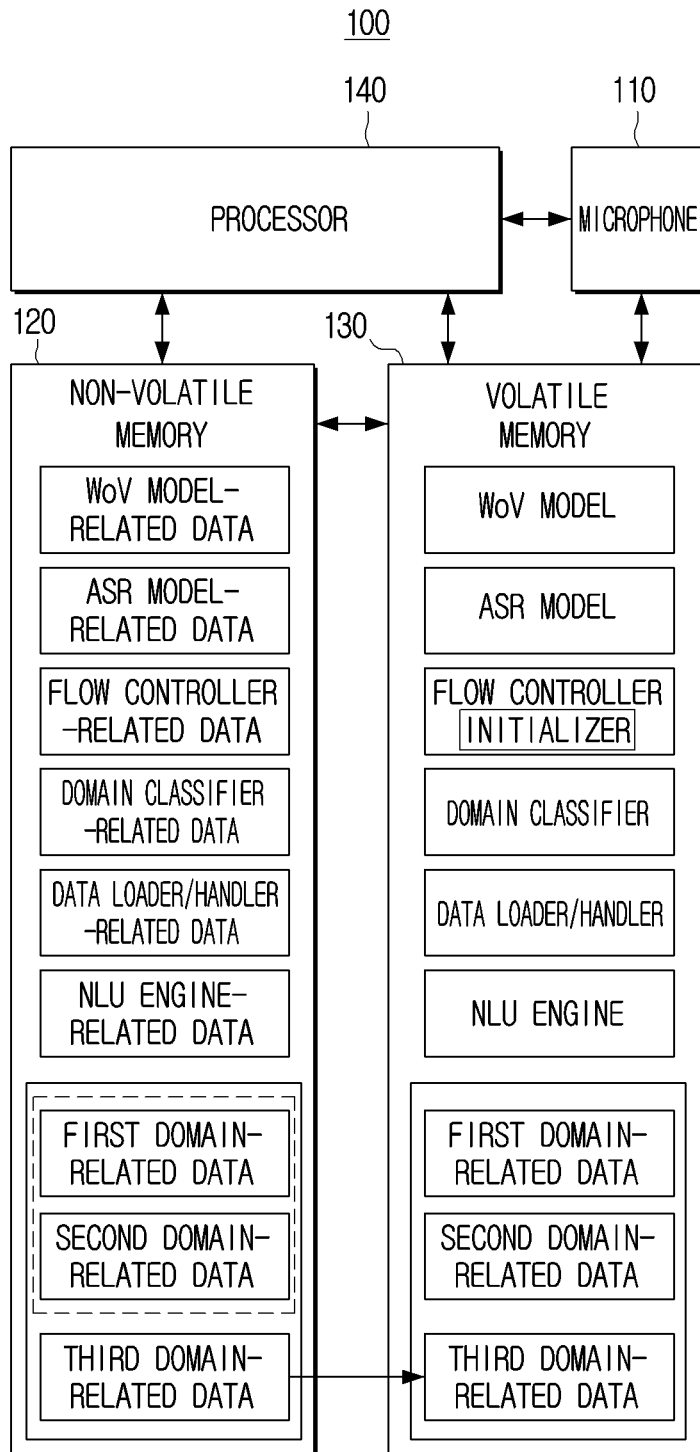 100
140
110
PROCESSOR
MICROPHONE
120
130
NON-VOLATILE
MEMORY
WoV MODEL-
RELATED DATA
ASR MODEL-
RELATED DATA
FLOW CONTROLLER
-RELATED DATA
DOMAIN CLASSIFIER
-RELATED DATA
DATA LOADER/HANDLER
-RELATED DATA
NLU ENGINE-
RELATED DATA
FIRST DOMAIN-
RELATED DATA
SECOND DOMAIN-
RELATED DATA
THIRD DOMAIN-
RELATED DATA
VOLATILE
MEMORY
WoV MODEL
ASR MODEL
FLOW CONTROLLER
INITIALIZER
DOMAIN CLASSIFIER
DATA LOADER/HANDLER
NLU ENGINE
FIRST DOMAIN-
RELATED DATA
SECOND DOMAIN-
RELATED DATA
THIRD DOMAIN-
RELATED DATA